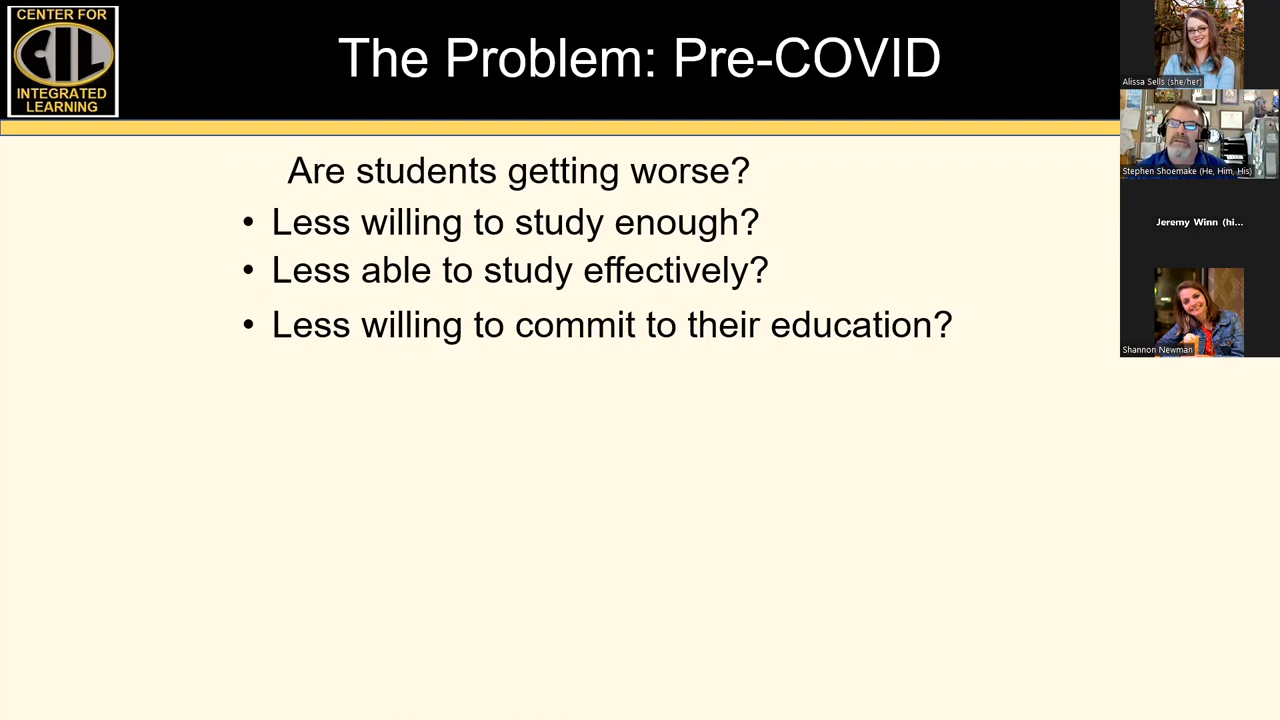 CENTER FOR
CIL
INTEGRATED
LEARNING
The Problem: Pre-COVID
Are students getting worse?
• Less willing to study enough?
• Less able to study effectively?
• Less willing to commit to their education?
Alissa Sells (she/her)
Stephen Shoemake (He, Him, His)
Jeremy Winn (hi...
Shannon Newman